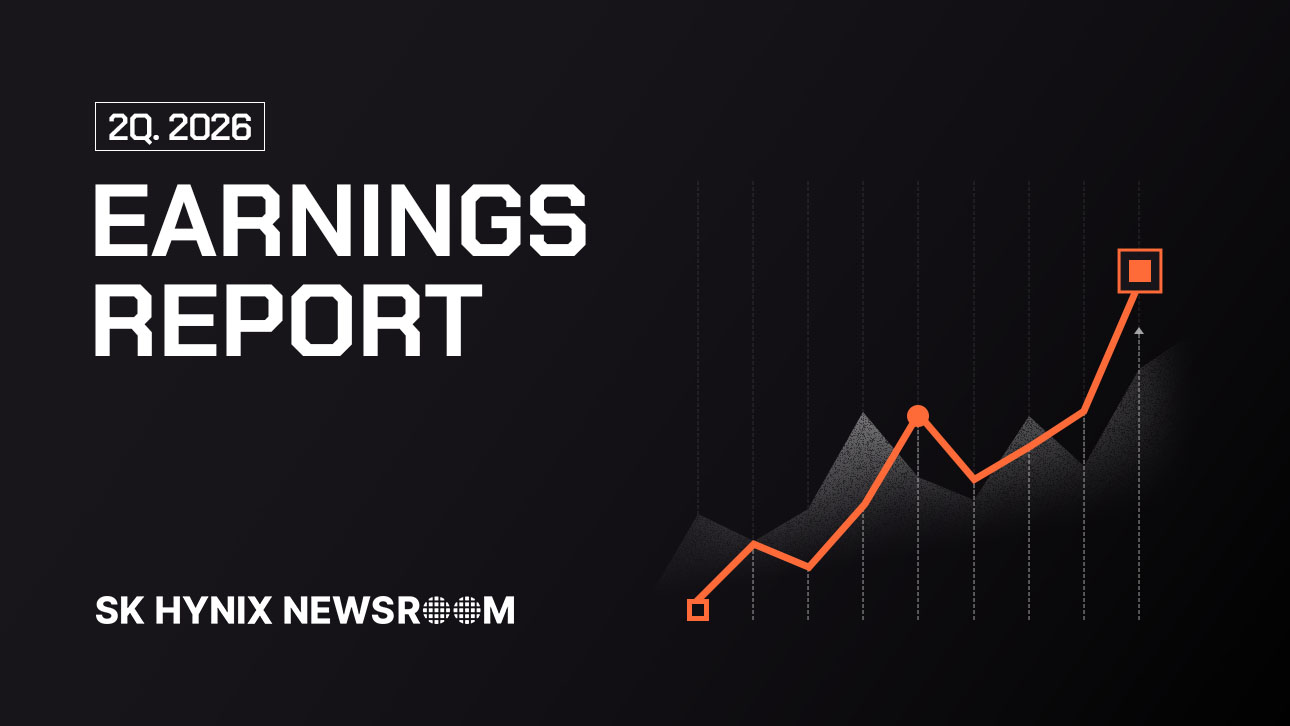 2Q. 2026
EARNINGS
REPORT
SK HYNIX NEWSROOM